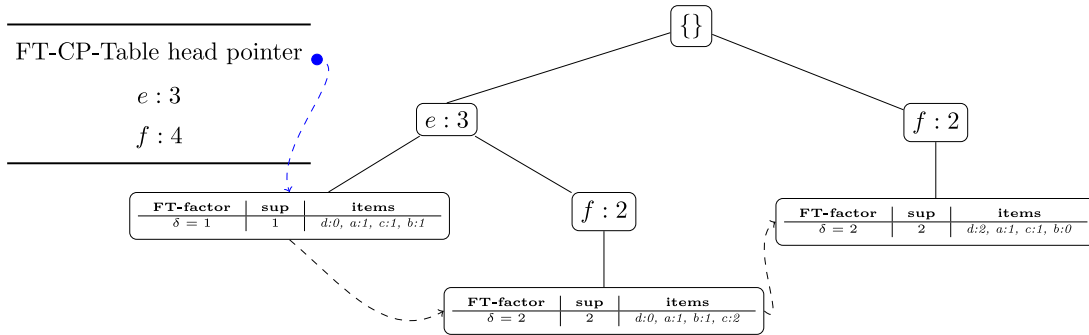 {}
FT-CP-Table head pointer
e : 3
f : 4
e : 3
f : 2
FT-factor sup items
δ = 1 1 d:0, a:1, c:1, b:1
f : 2
FT-factor sup items
δ = 2 2 d:2, a:1, c:1, b:0
FT-factor sup items
δ = 2 2 d:0, a:1, b:1, c:2